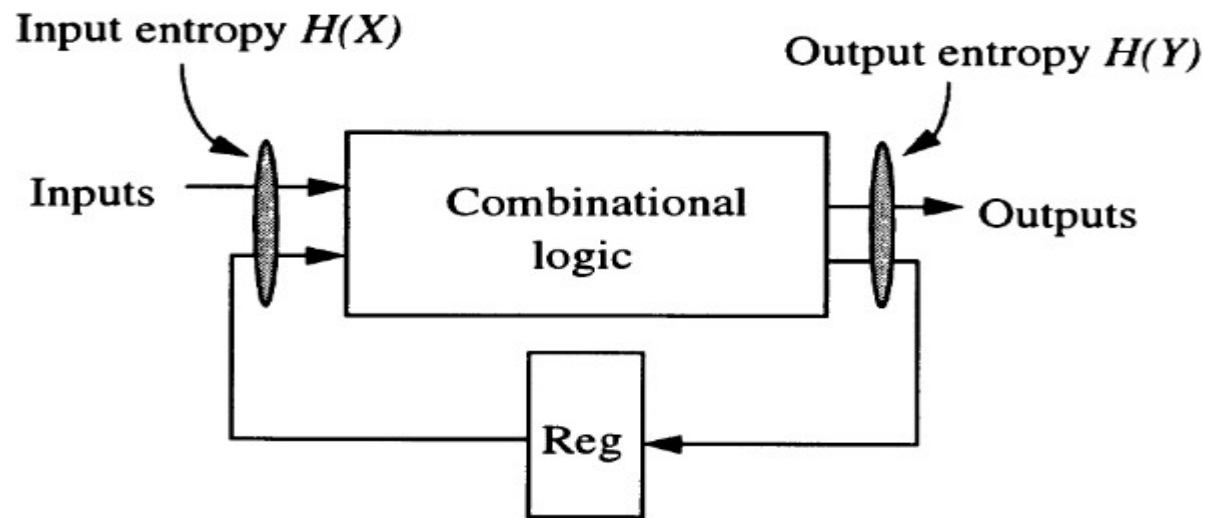 Input entropy H(X)
Output entropy H(Y)
Inputs
Combinational
logic
Outputs
Reg